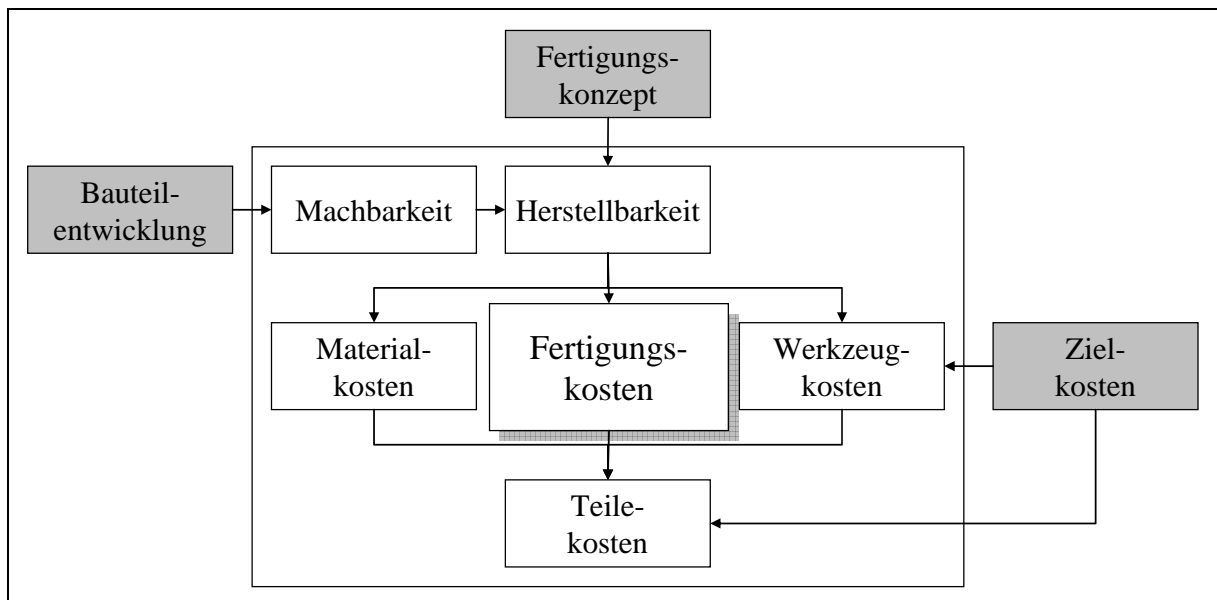 Fertigungs-
konzept
Bauteil-
entwicklung
Machbarkeit
Herstellbarkeit
Material-
kosten
Fertigungs-
kosten
Werkzeug-
kosten
Ziel-
kosten
Teile-
kosten